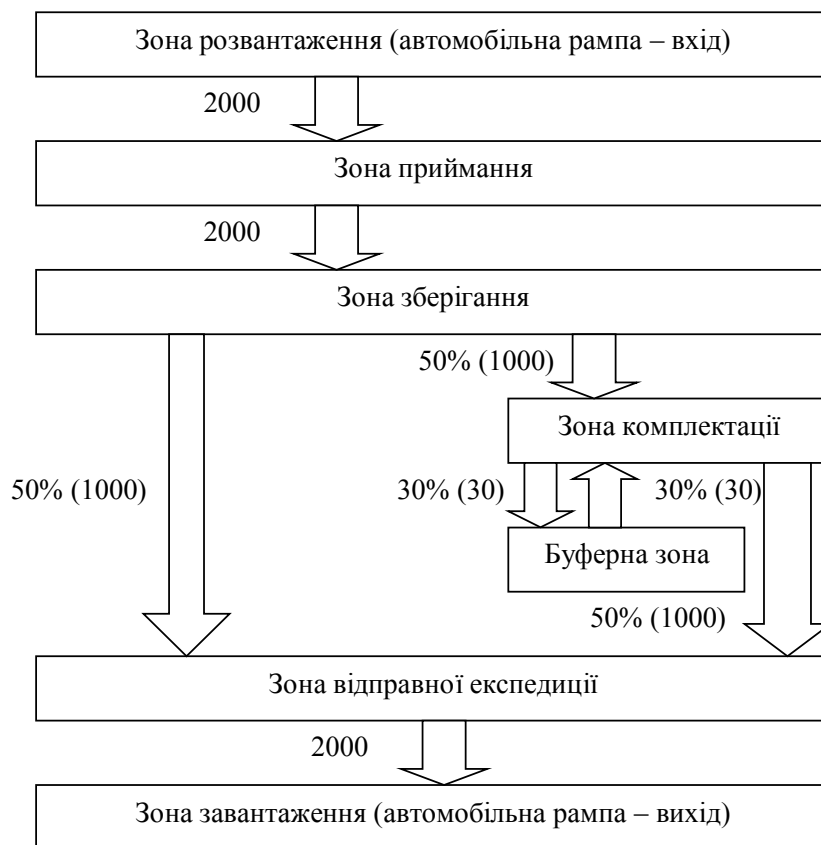 Зона розвантаження (автомобільна рампа – вхід)
2000
Зона приймання
2000
Зона зберігання
50% (1000)
Зона комплектації
50% (1000)
30% (30)
30% (30)
Буферна зона
50% (1000)
Зона відправної експедиції
2000
Зона завантаження (автомобільна рампа – вихід)